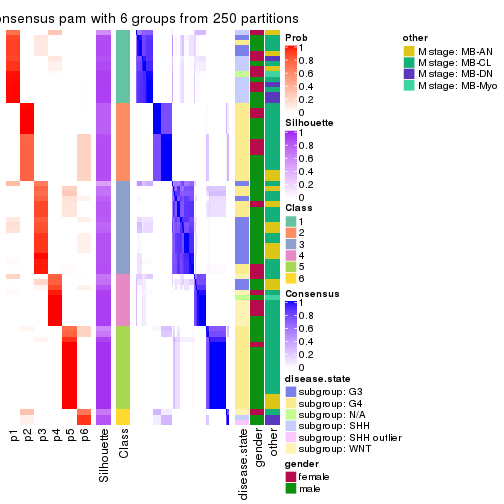 onsensus pam with 6 groups from 250 partitions
Prob
1
0.8
0.6
0.4
0.2
0
Silhouette
1
0.8
0.6
0.4
0.2
0
Class
1
2
3
4
5
6
Consensus
1
0.8
0.6
0.4
0.2
0
disease.state
subgroup: G3
subgroup: G4
subgroup: N/A
subgroup: SHH
subgroup: SHH outlier
subgroup: WNT
gender
female
male
other
M stage: MB-AN
M stage: MB-CL
M stage: MB-DN
M stage: MB-Myo
p1
p2
p3
p4
p5
p6
Silhouette
Class
disease.state
gender
other